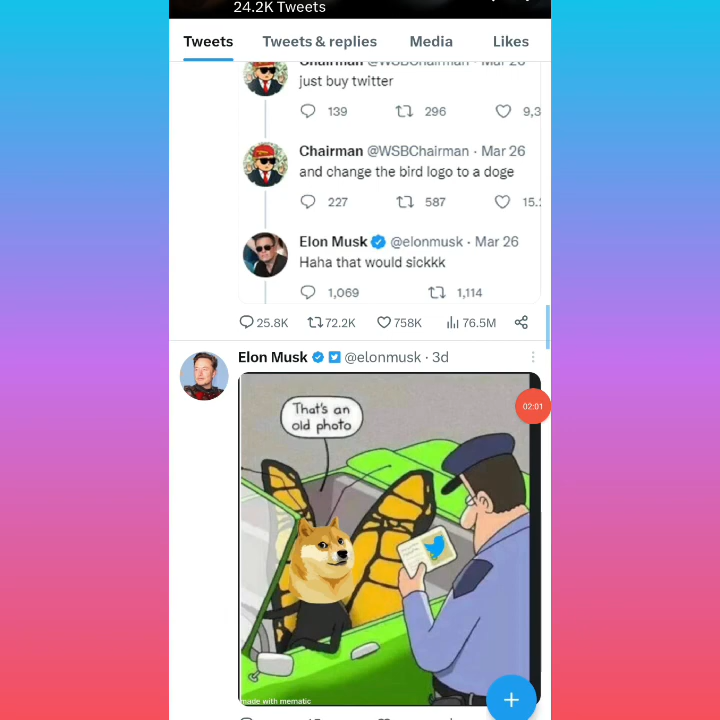 24.2K Tweets
Tweets Tweets & replies Media Likes
Chairman @WSBChairman · Mar 26
just buy twitter
139 296 9,3
Chairman @WSBChairman · Mar 26
and change the bird logo to a doge
227 587 15.
Elon Musk @elonmusk · Mar 26
Haha that would sickkk
1,069 1,114
25.8K 72.2K 758K 76.5M
Elon Musk @elonmusk · 3d
That's an
old photo
02:01
made with mematic